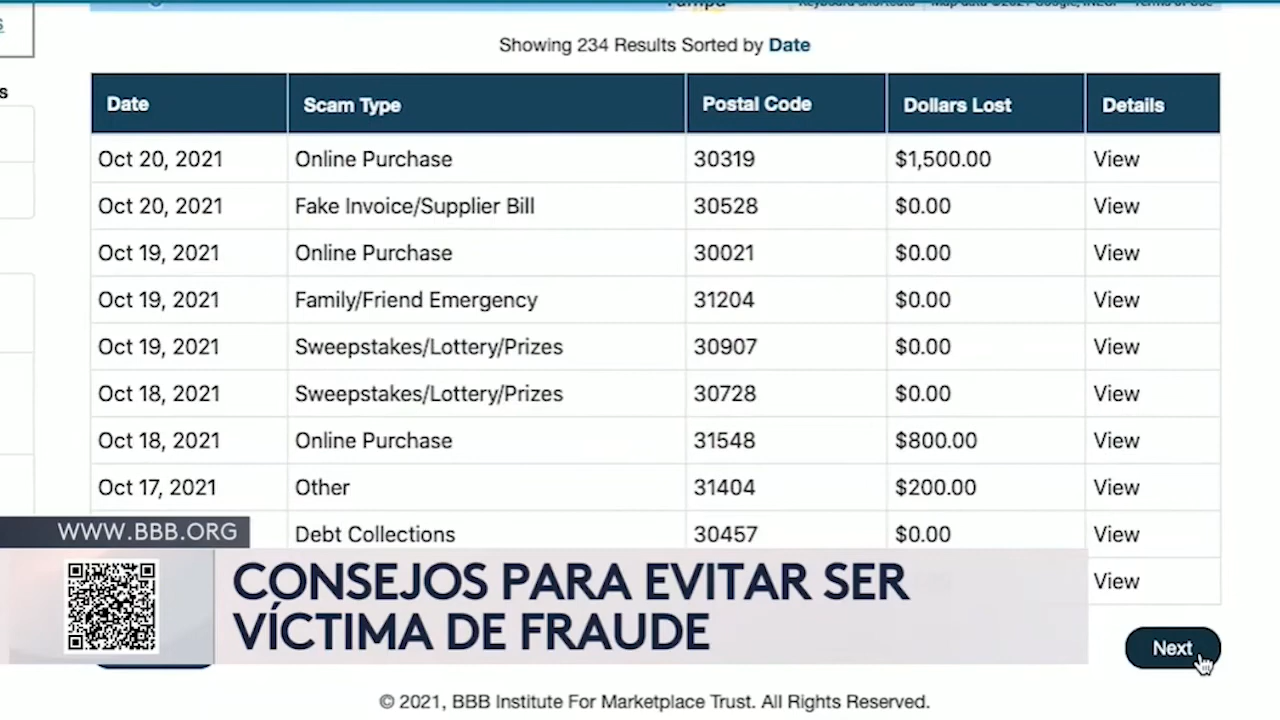 Showing 234 Results Sorted by Date
Date Scam Type Postal Code Dollars Lost Details
Oct 20, 2021 Online Purchase 30319 $1,500.00 View
Oct 20, 2021 Fake Invoice/Supplier Bill 30528 $0.00 View
Oct 19, 2021 Online Purchase 30021 $0.00 View
Oct 19, 2021 Family/Friend Emergency 31204 $0.00 View
Oct 19, 2021 Sweepstakes/Lottery/Prizes 30907 $0.00 View
Oct 18, 2021 Sweepstakes/Lottery/Prizes 30728 $0.00 View
Oct 18, 2021 Online Purchase 31548 $800.00 View
Oct 17, 2021 Other 31404 $200.00 View
WWW.BBB.ORG
Debt Collections 30457 $0.00 View
View
CONSEJOS PARA EVITAR SER
VÍCTIMA DE FRAUDE
Next
© 2021, BBB Institute For Marketplace Trust. All Rights Reserved.